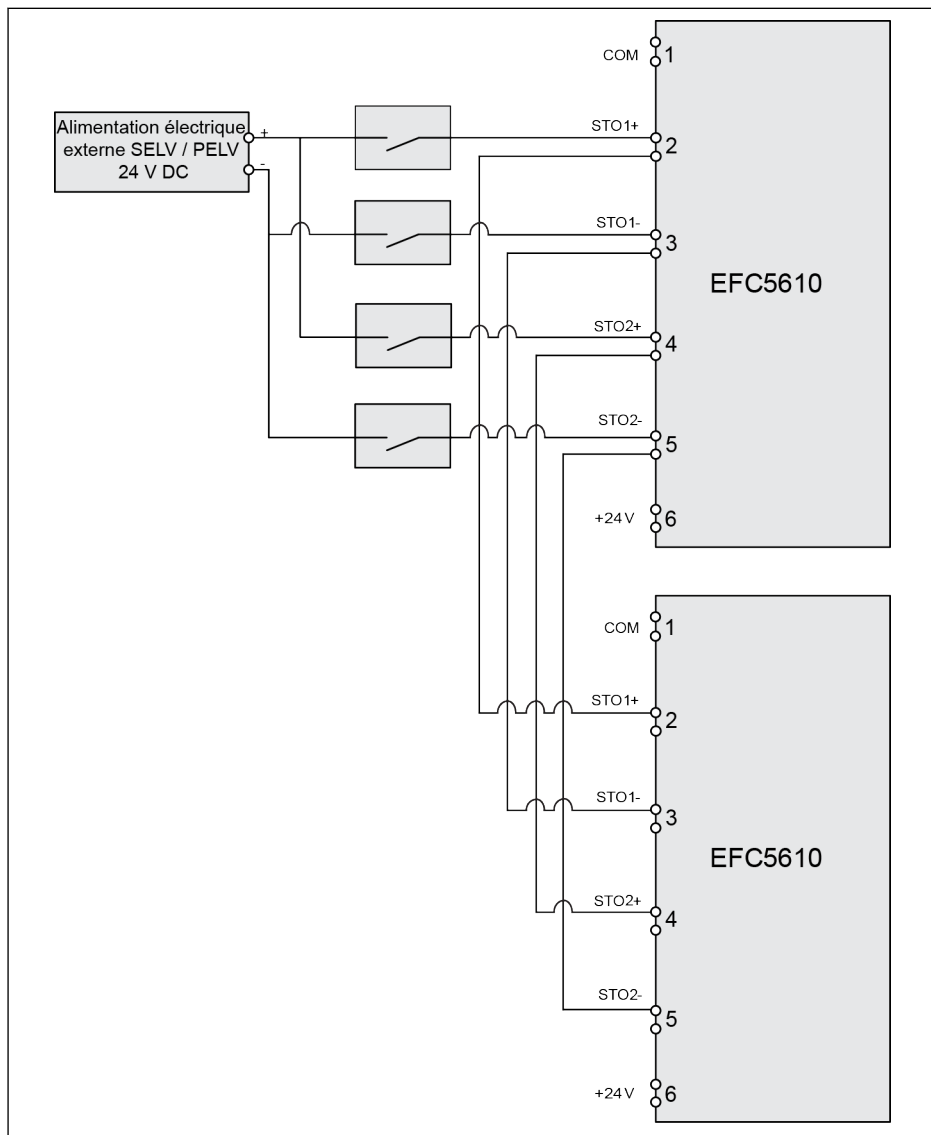 COM
1
Alimentation électrique
externe SELV / PELV
24 V DC
+
-
STO1+
2
STO1-
3
EFC5610
STO2+
4
STO2-
5
+24 V
6
COM
1
STO1+
2
STO1-
3
EFC5610
STO2+
4
STO2-
5
+24 V
6